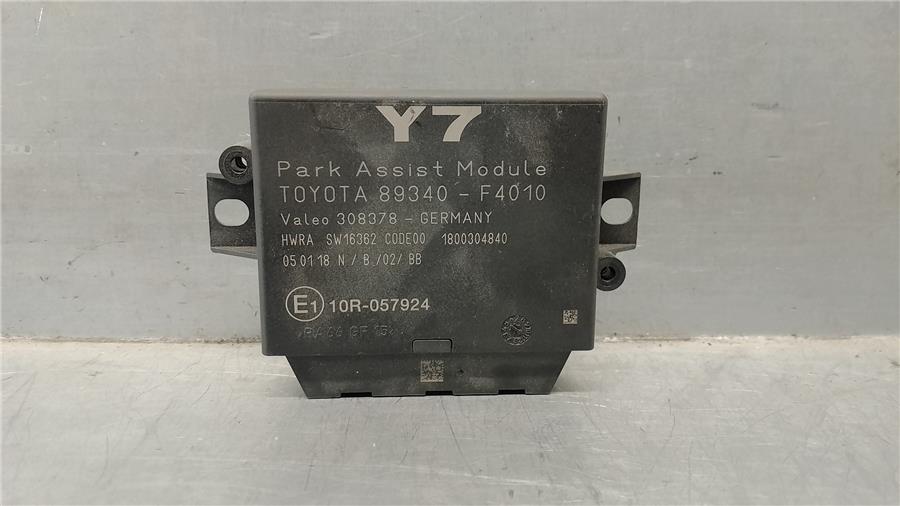 Y7
Park Assist Module
TOYOTA 89340 - F4010
Valeo 308378 - GERMANY
HWRA SW16362 CODE00 1800304840
05 01 18 N / B / 02 / BB
E1 10R-057924